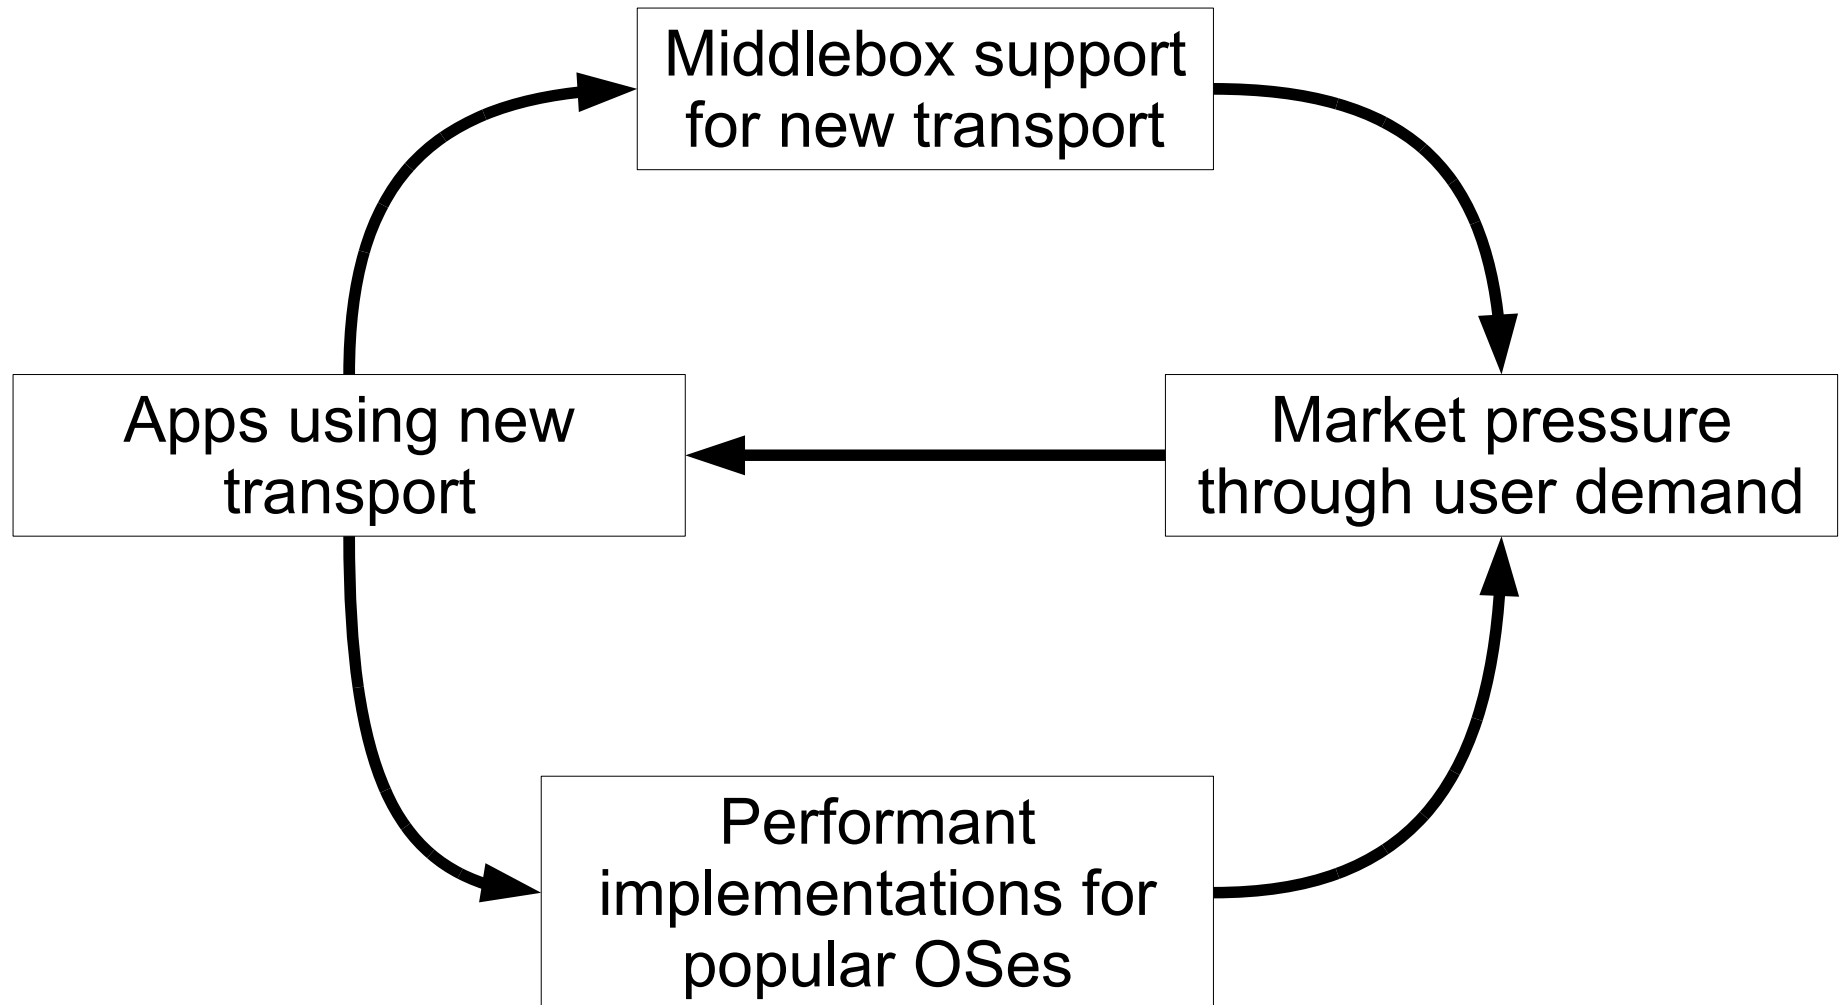 Middlebox support
for new transport
Apps using new
transport
Market pressure
through user demand
Performant
implementations for
popular OSes